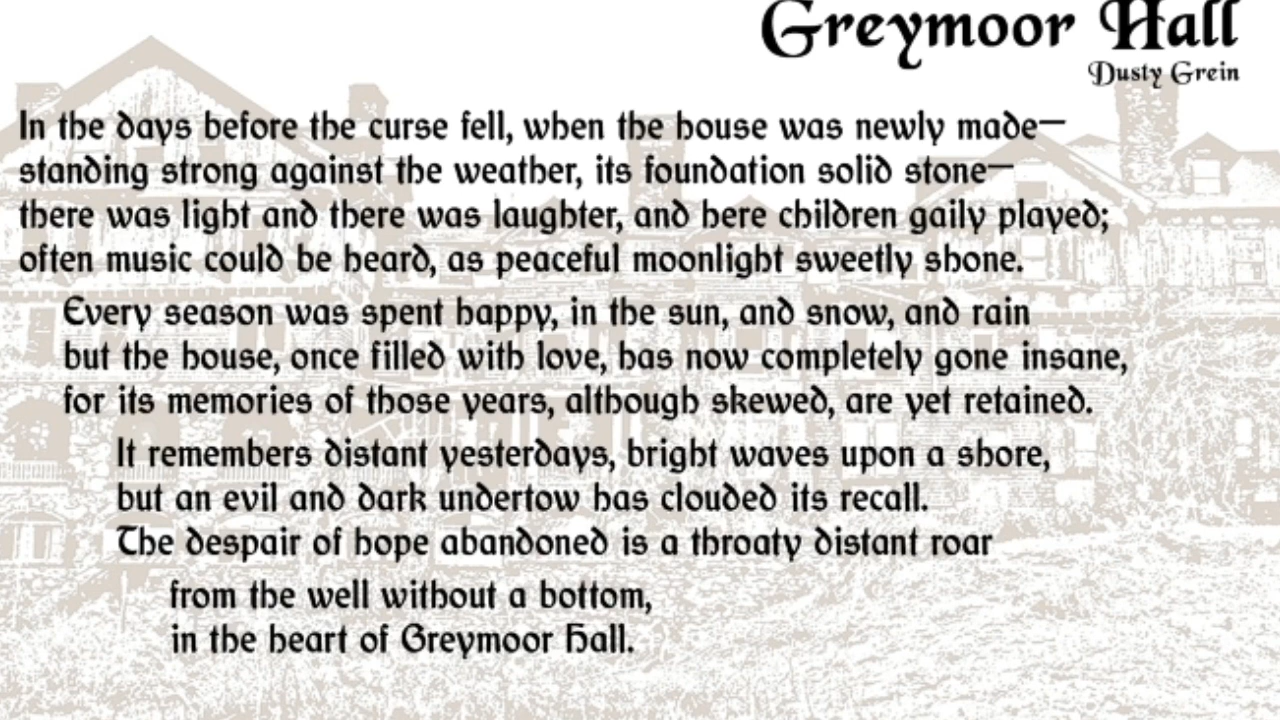 Greymoor Hall
Dusty Grein
In the days before the curse fell, when the house was newly made—
standing strong against the weather, its foundation solid stone—
there was light and there was laughter, and here children gaily played;
often music could be heard, as peaceful moonlight sweetly shone.
Every season was spent happy, in the sun, and snow, and rain
but the house, once filled with love, has now completely gone insane,
for its memories of those years, although skewed, are yet retained.
It remembers distant yesterdays, bright waves upon a shore,
but an evil and dark undertow has clouded its recall.
The despair of hope abandoned is a throaty distant roar
from the well without a bottom,
in the heart of Greymoor Hall.